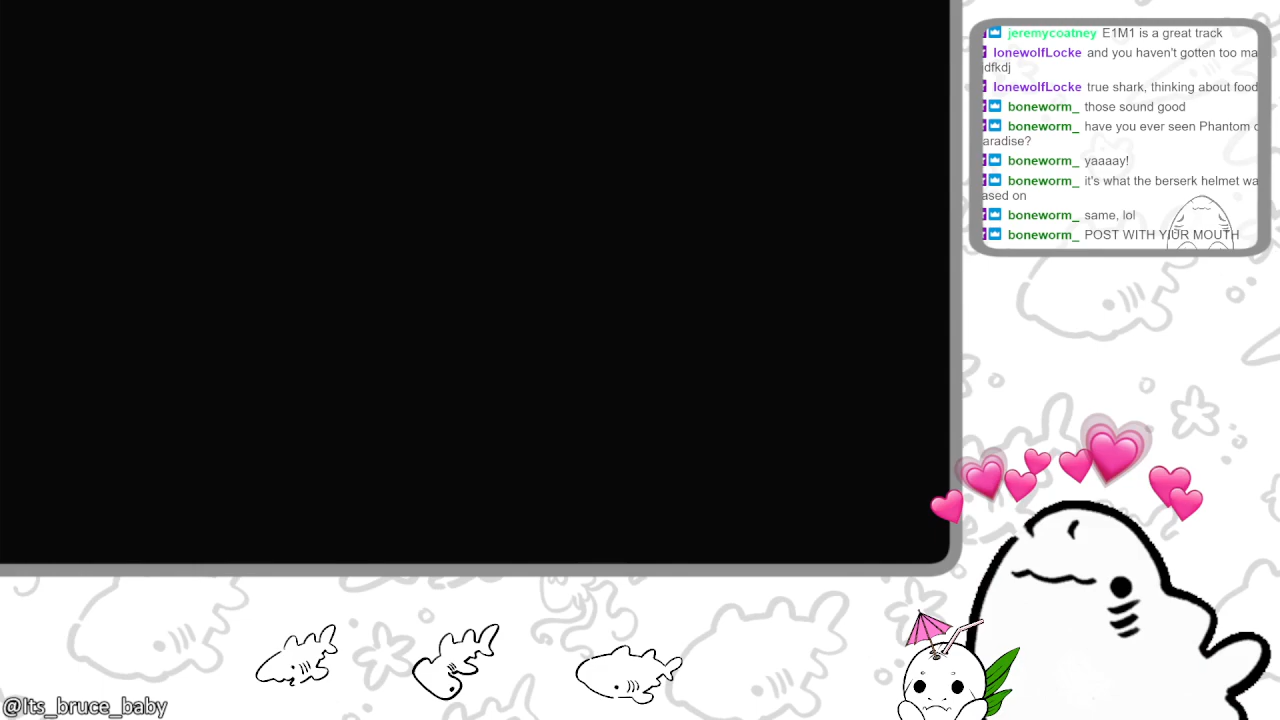 jeremycoatney E1M1 is a great track
lonewolfLocke and you haven't gotten too ma
idfkdj
lonewolfLocke true shark, thinking about food
boneworm_ those sound good
boneworm_ have you ever seen Phantom o
aradise?
boneworm_ yaaaay!
boneworm_ it's what the berserk helmet wa
ased on
boneworm_ same, lol
boneworm_ POST WITH YIUR MOUTH
@Its_bruce_baby